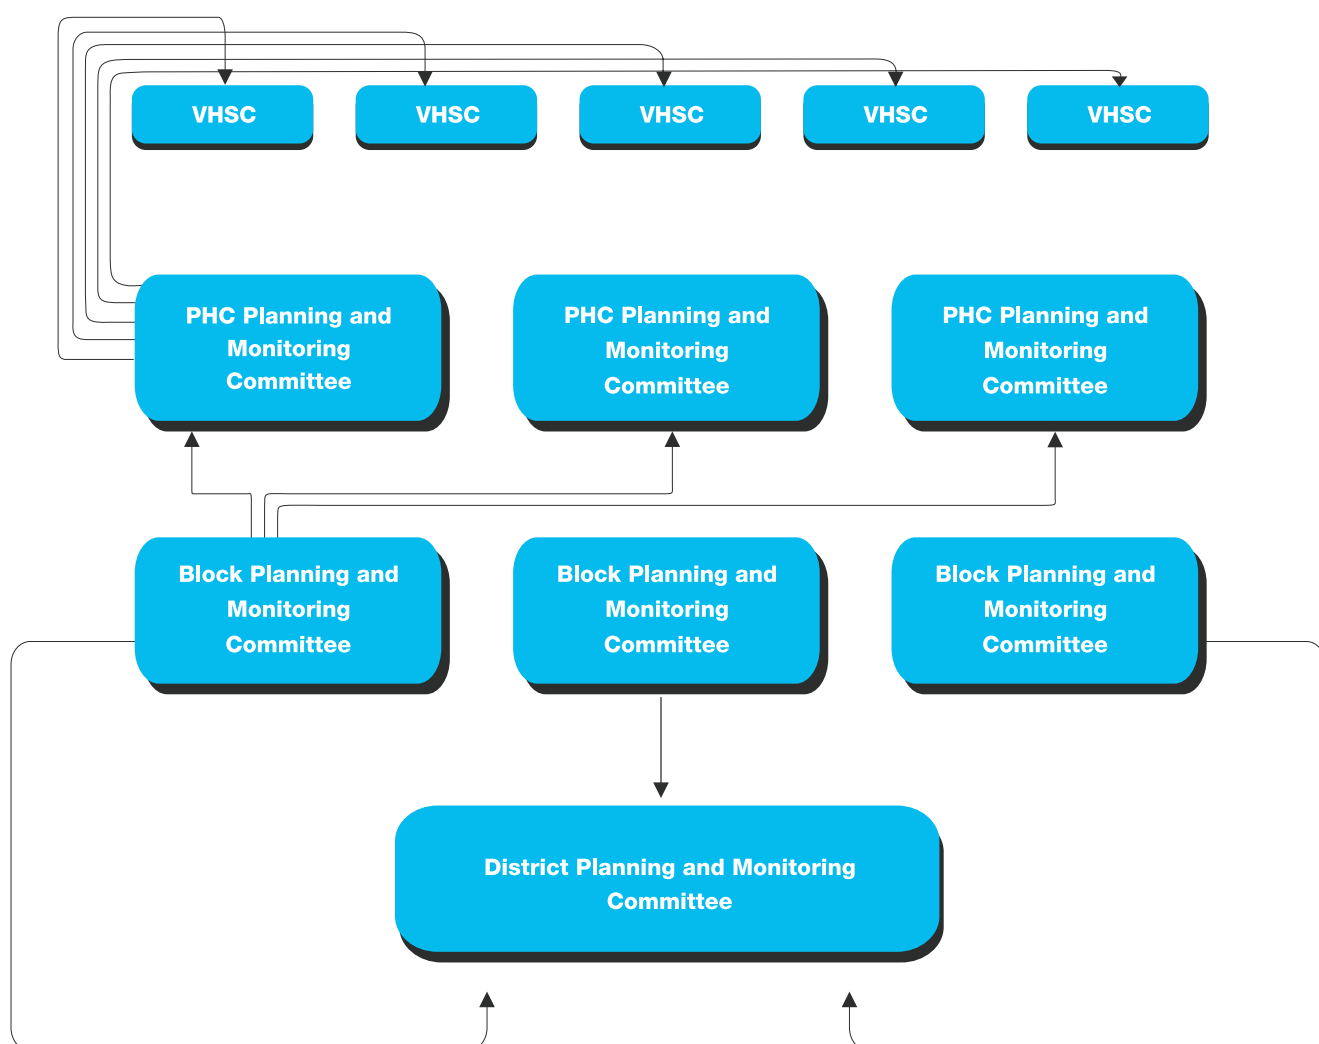 VHSC
VHSC
VHSC
VHSC
VHSC
PHC Planning and
Monitoring
Committee
PHC Planning and
Monitoring
Committee
PHC Planning and
Monitoring
Committee
Block Planning and
Monitoring
Committee
Block Planning and
Monitoring
Committee
Block Planning and
Monitoring
Committee
District Planning and Monitoring
Committee